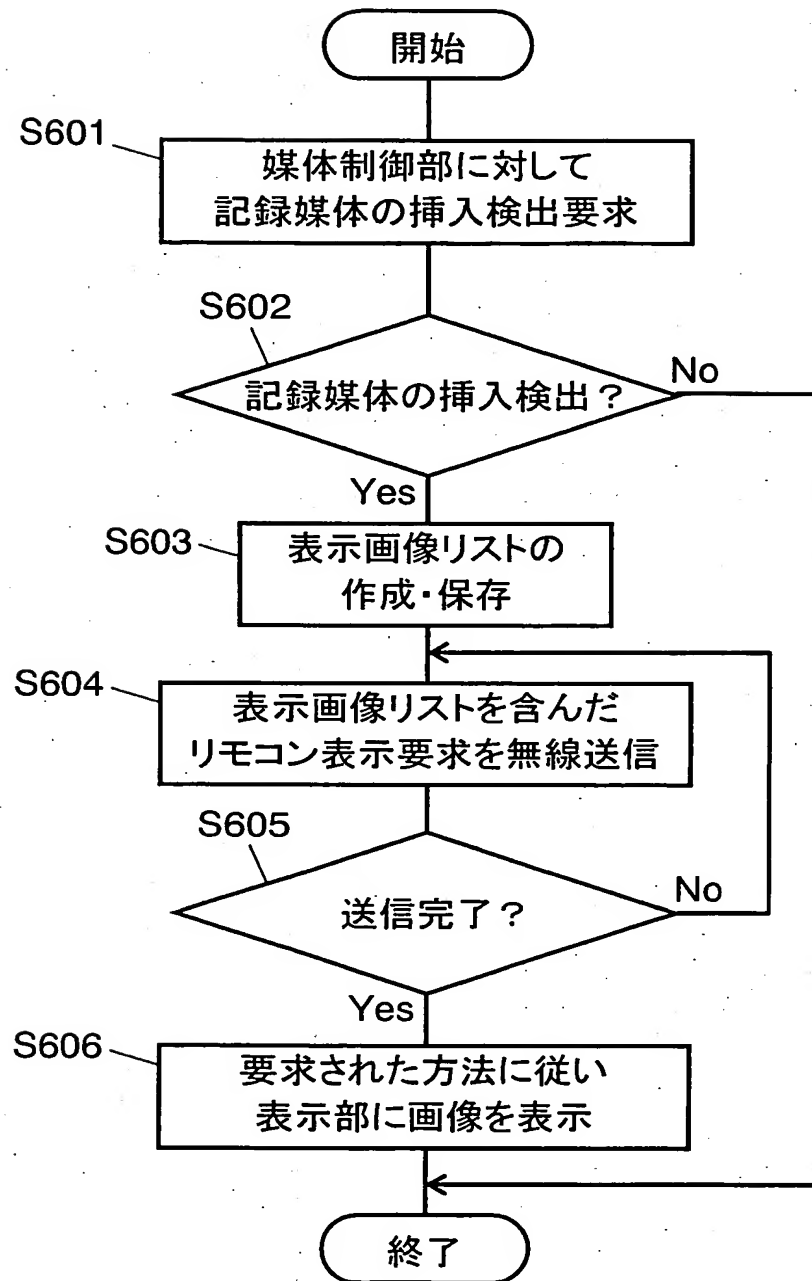 開始
S601
媒体制御部に対して
記録媒体の挿入検出要求
S602
記録媒体の挿入検出？
No
Yes
S603
表示画像リストの
作成・保存
S604
表示画像リストを含んだ
リモコン表示要求を無線送信
S605
送信完了？
No
Yes
S606
要求された方法に従い
表示部に画像を表示
終了